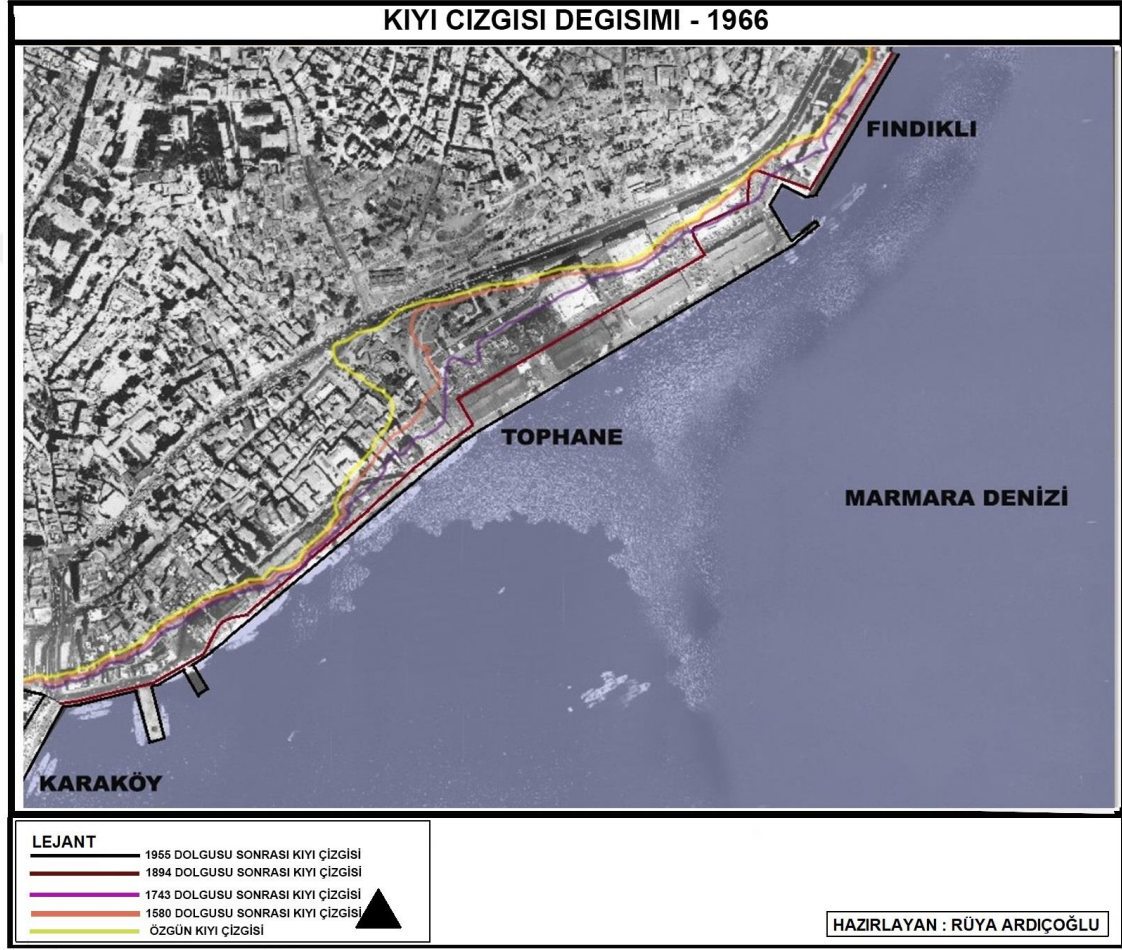 KIYI CIZGISI DEGISIMI - 1966
FINDIKLI
TOPHANE
MARMARA DENİZİ
KARAKÖY
LEJANT
1955 DOLGUSU SONRASI KIYI ÇİZGİSİ
1894 DOLGUSU SONRASI KIYI ÇİZGİSİ
1743 DOLGUSU SONRASI KIYI ÇİZGİSİ
1580 DOLGUSU SONRASI KIYI ÇİZGİSİ
ÖZGÜN KIYI ÇİZGİSİ
HAZIRLAYAN : RÜYA ARDIÇOĞLU